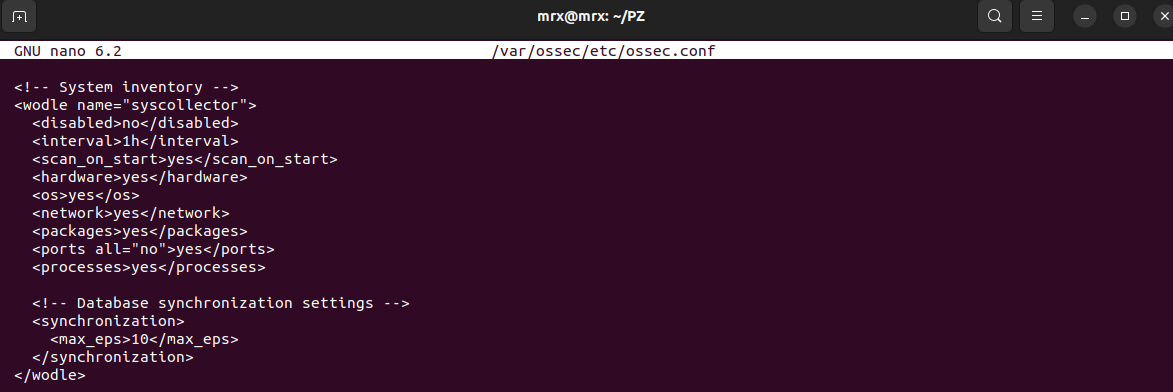 mrx@mrx: ~/PZ
GNU nano 6.2 /var/ossec/etc/ossec.conf
<!-- System inventory -->
<wodle name="syscollector">
  <disabled>no</disabled>
  <interval>1h</interval>
  <scan_on_start>yes</scan_on_start>
  <hardware>yes</hardware>
  <os>yes</os>
  <network>yes</network>
  <packages>yes</packages>
  <ports all="no">yes</ports>
  <processes>yes</processes>

  <!-- Database synchronization settings -->
  <synchronization>
    <max_eps>10</max_eps>
  </synchronization>
</wodle>